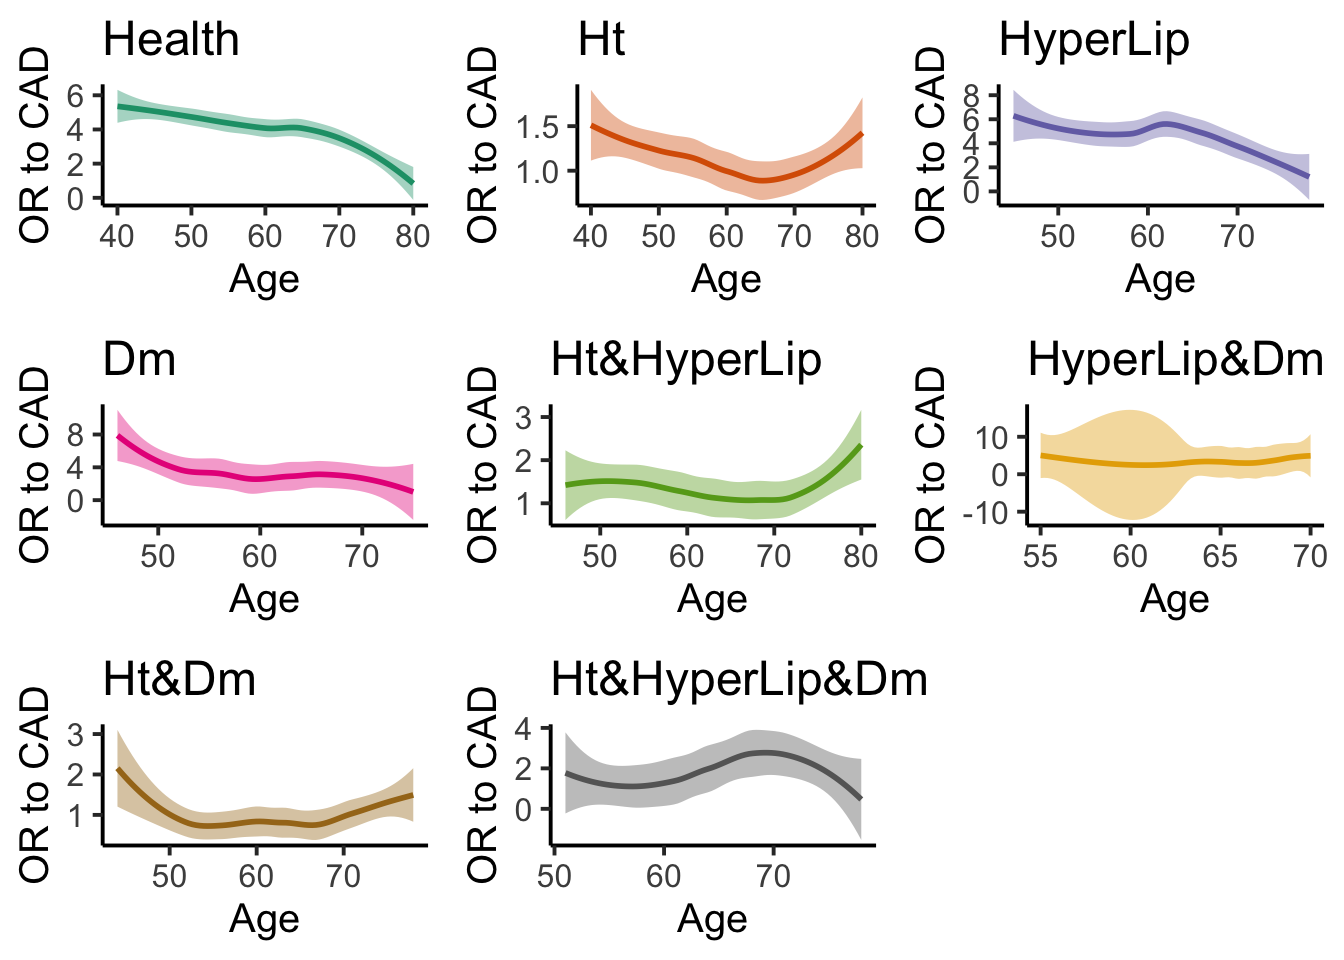 Health
OR to CAD
6
4
2
0
40 50 60 70 80
Age
Ht
OR to CAD
1.5
1.0
40 50 60 70 80
Age
HyperLip
OR to CAD
8
6
4
2
0
50 60 70
Age
Dm
OR to CAD
8
4
0
50 60 70
Age
Ht&HyperLip
OR to CAD
3
2
1
50 60 70 80
Age
HyperLip&Dm
OR to CAD
10
0
-10
55 60 65 70
Age
Ht&Dm
OR to CAD
3
2
1
50 60 70
Age
Ht&HyperLip&Dm
OR to CAD
4
2
0
50 60 70
Age